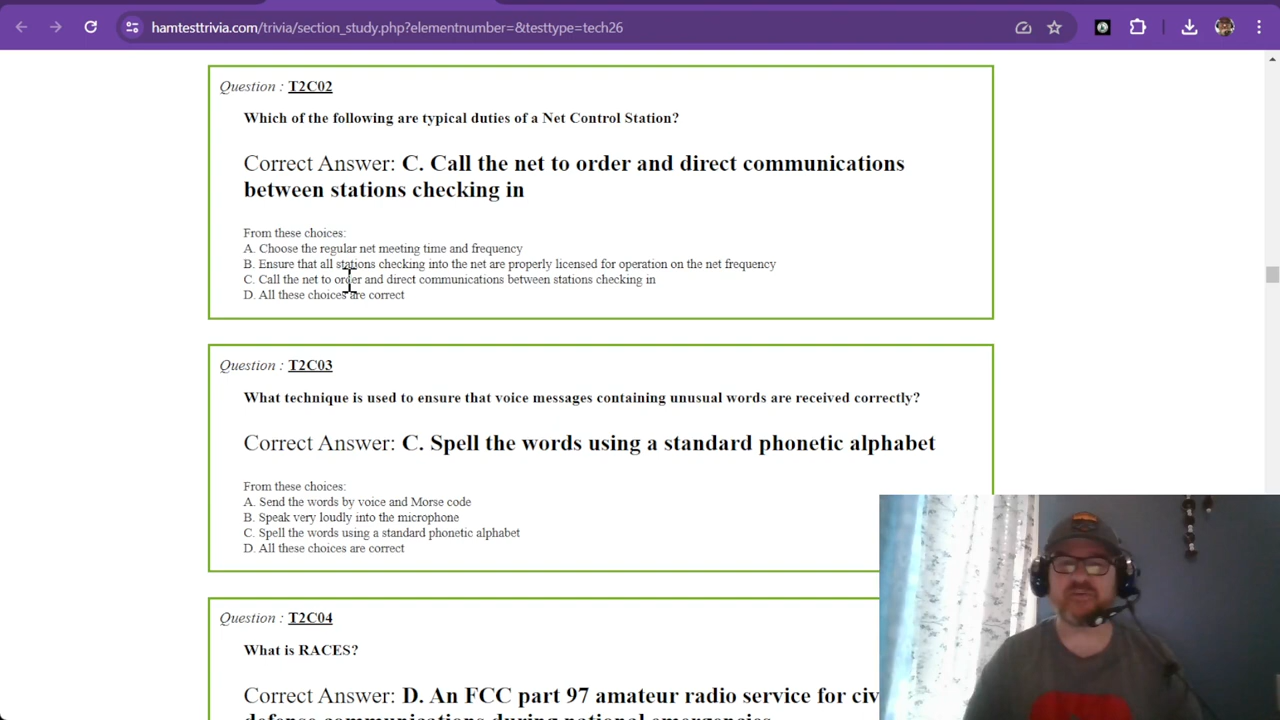 hamtesttrivia.com/trivia/section_study.php?elementnumber=&testtype=tech26
Question : T2C02
Which of the following are typical duties of a Net Control Station?
Correct Answer: C. Call the net to order and direct communications
between stations checking in
From these choices:
A. Choose the regular net meeting time and frequency
B. Ensure that all stations checking into the net are properly licensed for operation on the net frequency
C. Call the net to order and direct communications between stations checking in
D. All these choices are correct
Question : T2C03
What technique is used to ensure that voice messages containing unusual words are received correctly?
Correct Answer: C. Spell the words using a standard phonetic alphabet
From these choices:
A. Send the words by voice and Morse code
B. Speak very loudly into the microphone
C. Spell the words using a standard phonetic alphabet
D. All these choices are correct
Question : T2C04
What is RACES?
Correct Answer: D. An FCC part 97 amateur radio service for civ
defense communications during national emergencies